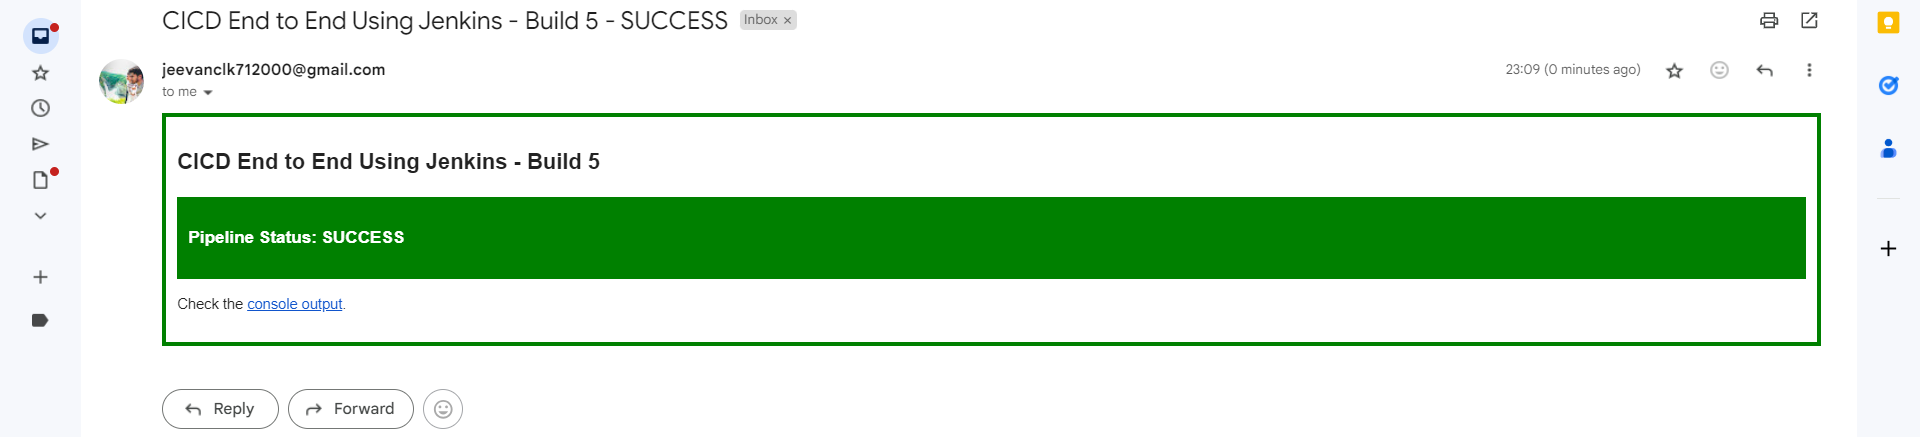 CICD End to End Using Jenkins - Build 5 - SUCCESS Inbox ×
jeevanclk712000@gmail.com 23:09 (0 minutes ago)
to me
CICD End to End Using Jenkins - Build 5
Pipeline Status: SUCCESS
Check the console output.
Reply Forward